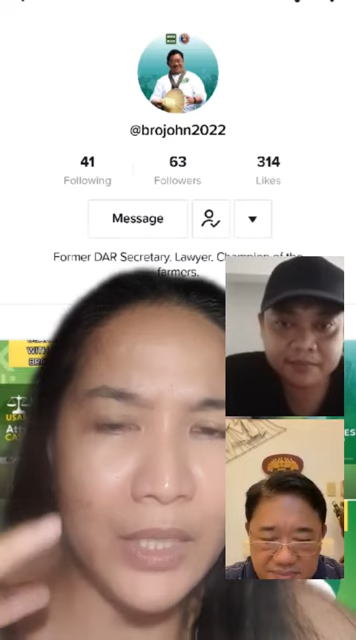 @brojohn2022
41
63
314
Following
Followers
Likes
Message
Former DAR Secretary. Lawyer. Champion of the
farmers.